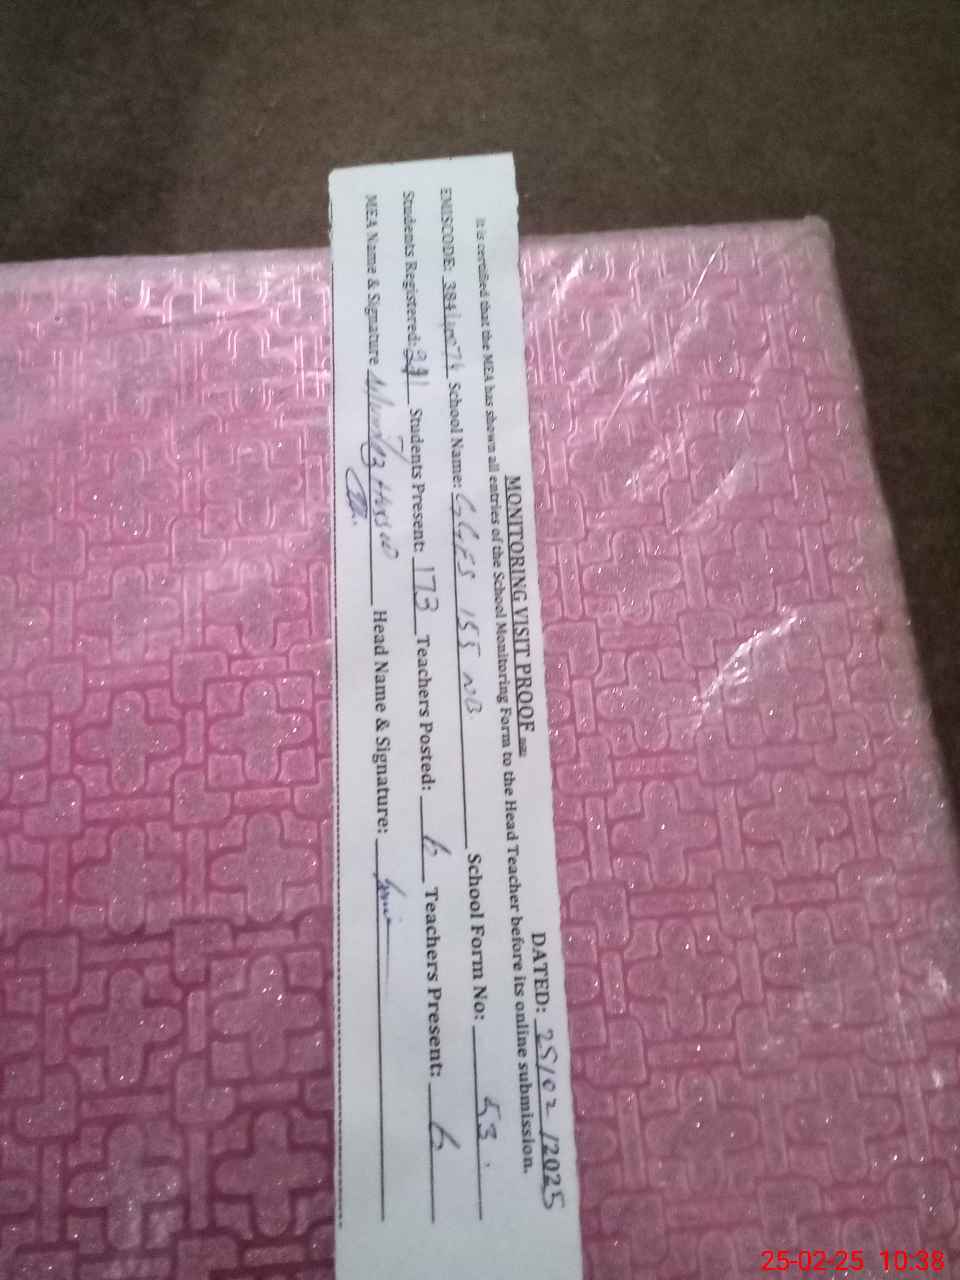 MONITORING VISIT PROOF
DATED: 25/02/2025
It is certified that the MEA has shown all entries of the School Monitoring Form to the Head Teacher before its online submission.
EMISCODE: School Name: 155 NB School Form No: 53
Students Registered: Students Present: 173 Teachers Posted: 6 Teachers Present: 6
MEA Name & Signature Head Name & Signature:
25-02-25 10:38